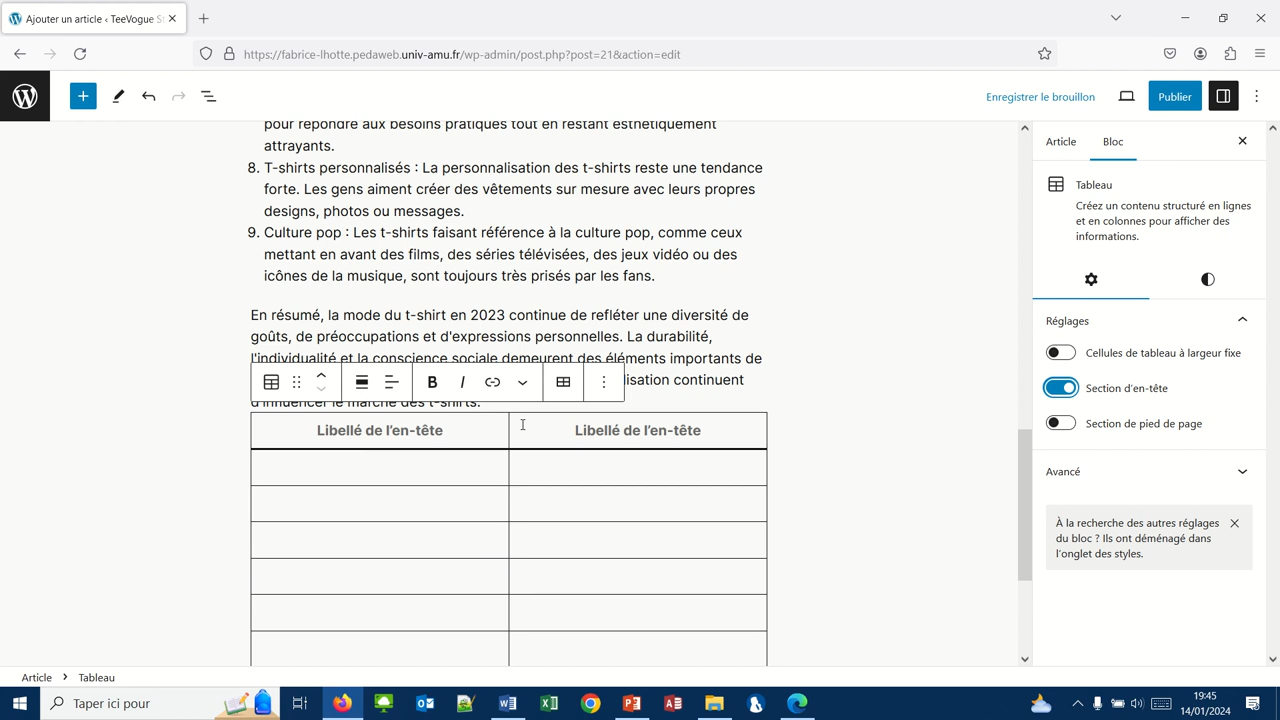 Ajouter un article ‹ TeeVogue S
https://fabrice-lhotte.pedaweb.univ-amu.fr/wp-admin/post.php?post=21&action=edit
Enregistrer le brouillon
Publier
pour répondre aux besoins pratiques tout en restant esthétiquement
attrayants.
8. T-shirts personnalisés : La personnalisation des t-shirts reste une tendance
forte. Les gens aiment créer des vêtements sur mesure avec leurs propres
designs, photos ou messages.
9. Culture pop : Les t-shirts faisant référence à la culture pop, comme ceux
mettant en avant des films, des séries télévisées, des jeux vidéo ou des
icônes de la musique, sont toujours très prisés par les fans.
En résumé, la mode du t-shirt en 2023 continue de refléter une diversité de
goûts, de préoccupations et d'expressions personnelles. La durabilité,
l'individualité et la conscience sociale demeurent des éléments importants de
lisation continuent
d'influencer le marché des t-shirts.
B I
Libellé de l'en-tête Libellé de l'en-tête
Article Bloc
Tableau
Créez un contenu structuré en lignes
et en colonnes pour afficher des
informations.
Réglages
Cellules de tableau à largeur fixe
Section d'en-tête
Section de pied de page
Avancé
À la recherche des autres réglages
du bloc ? Ils ont déménagé dans
l'onglet des styles.
Article Tableau
Taper ici pour
19:45
14/01/2024